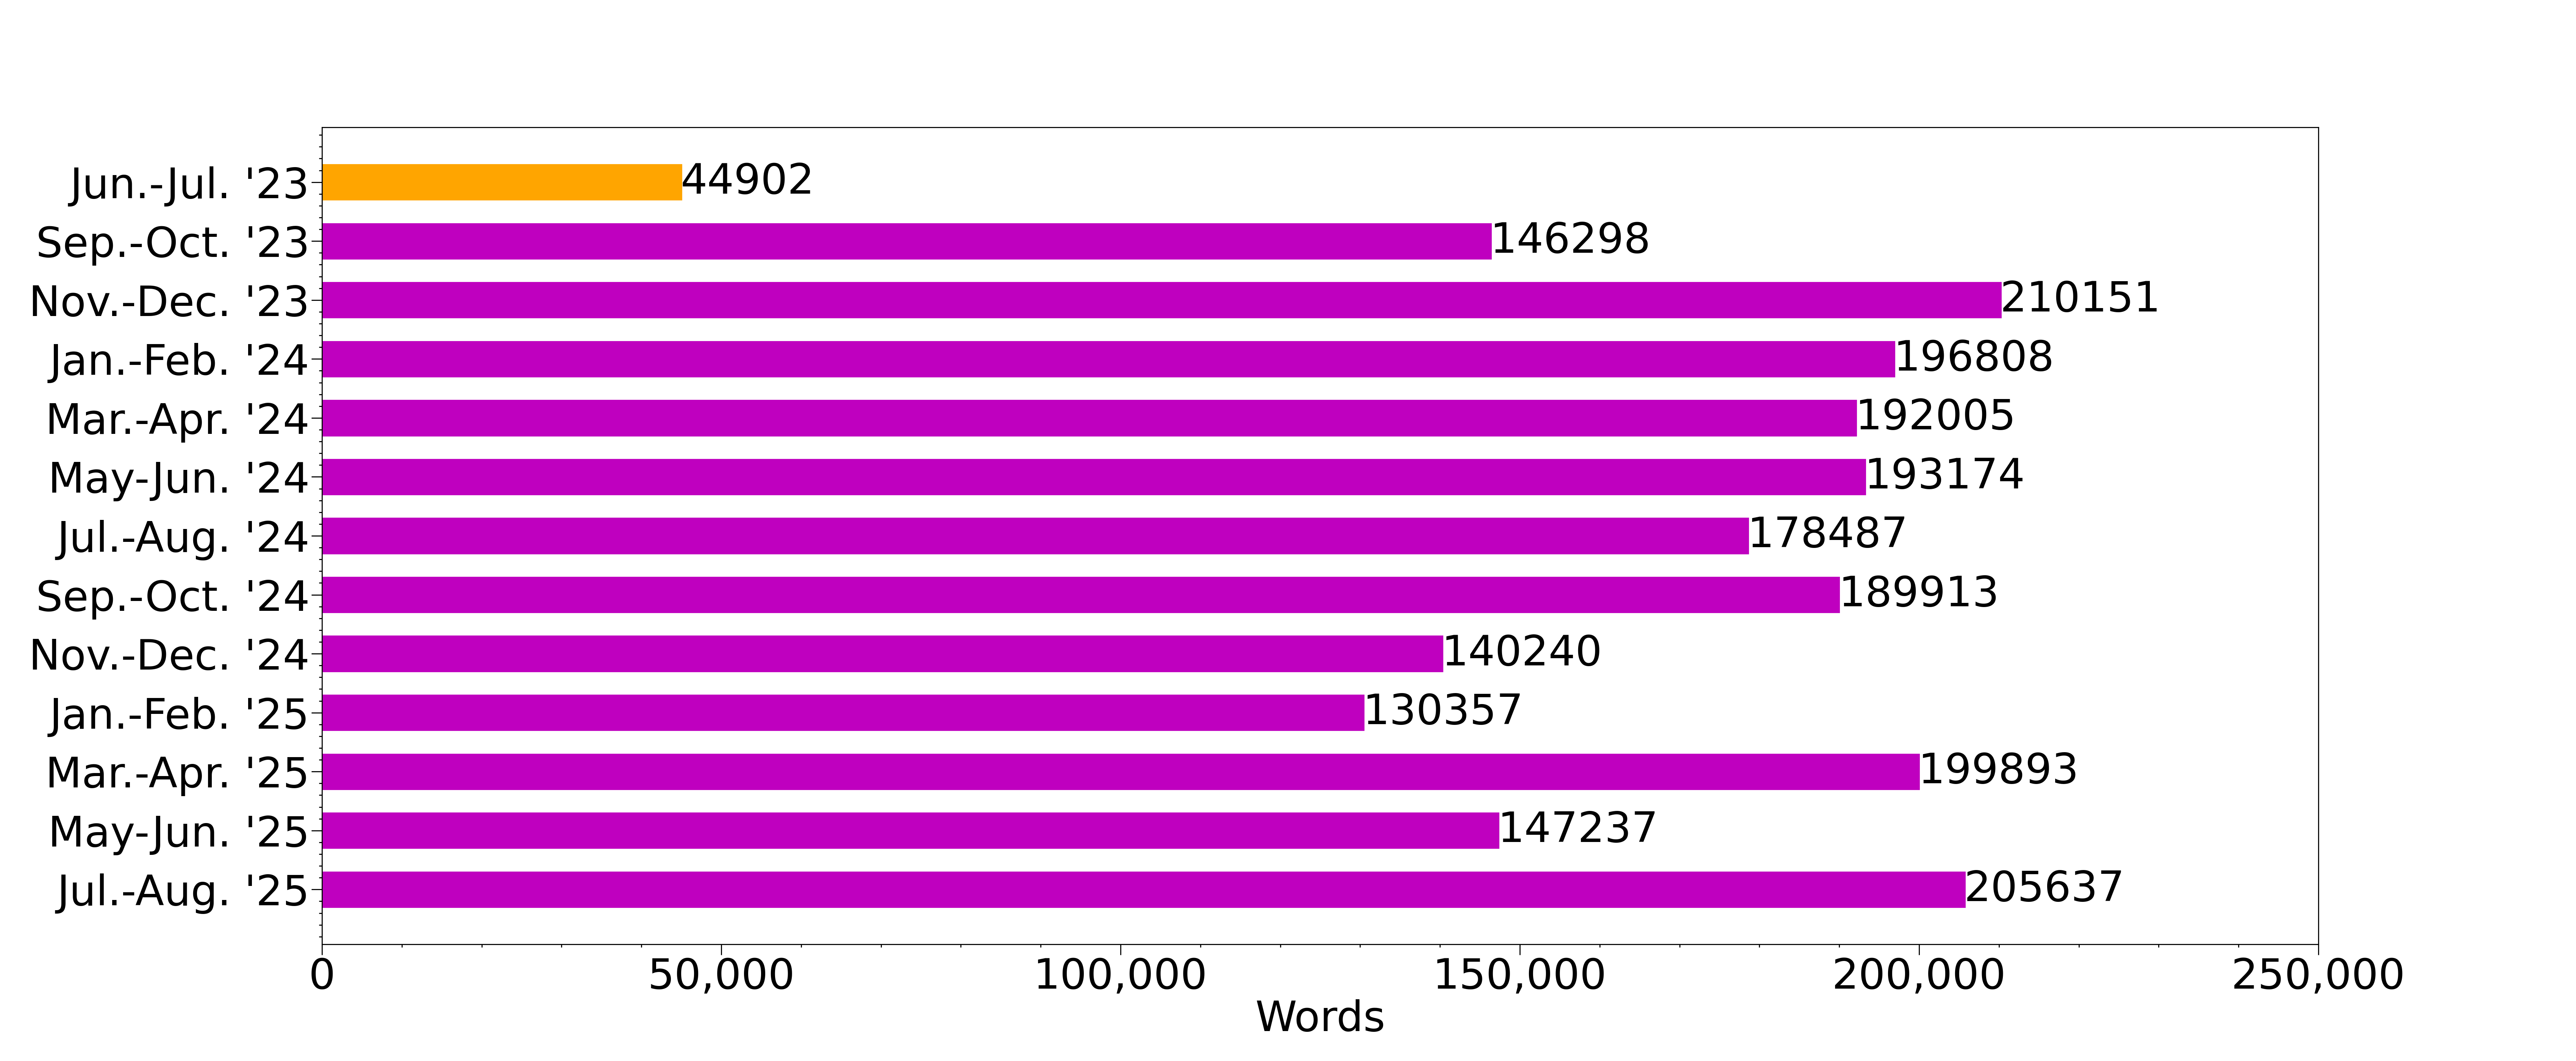 Jun.-Jul. '23 44902
Sep.-Oct. '23 146298
Nov.-Dec. '23 210151
Jan.-Feb. '24 196808
Mar.-Apr. '24 192005
May-Jun. '24 193174
Jul.-Aug. '24 178487
Sep.-Oct. '24 189913
Nov.-Dec. '24 140240
Jan.-Feb. '25 130357
Mar.-Apr. '25 199893
May-Jun. '25 147237
Jul.-Aug. '25 205637
0 50,000 100,000 150,000 200,000 250,000
Words